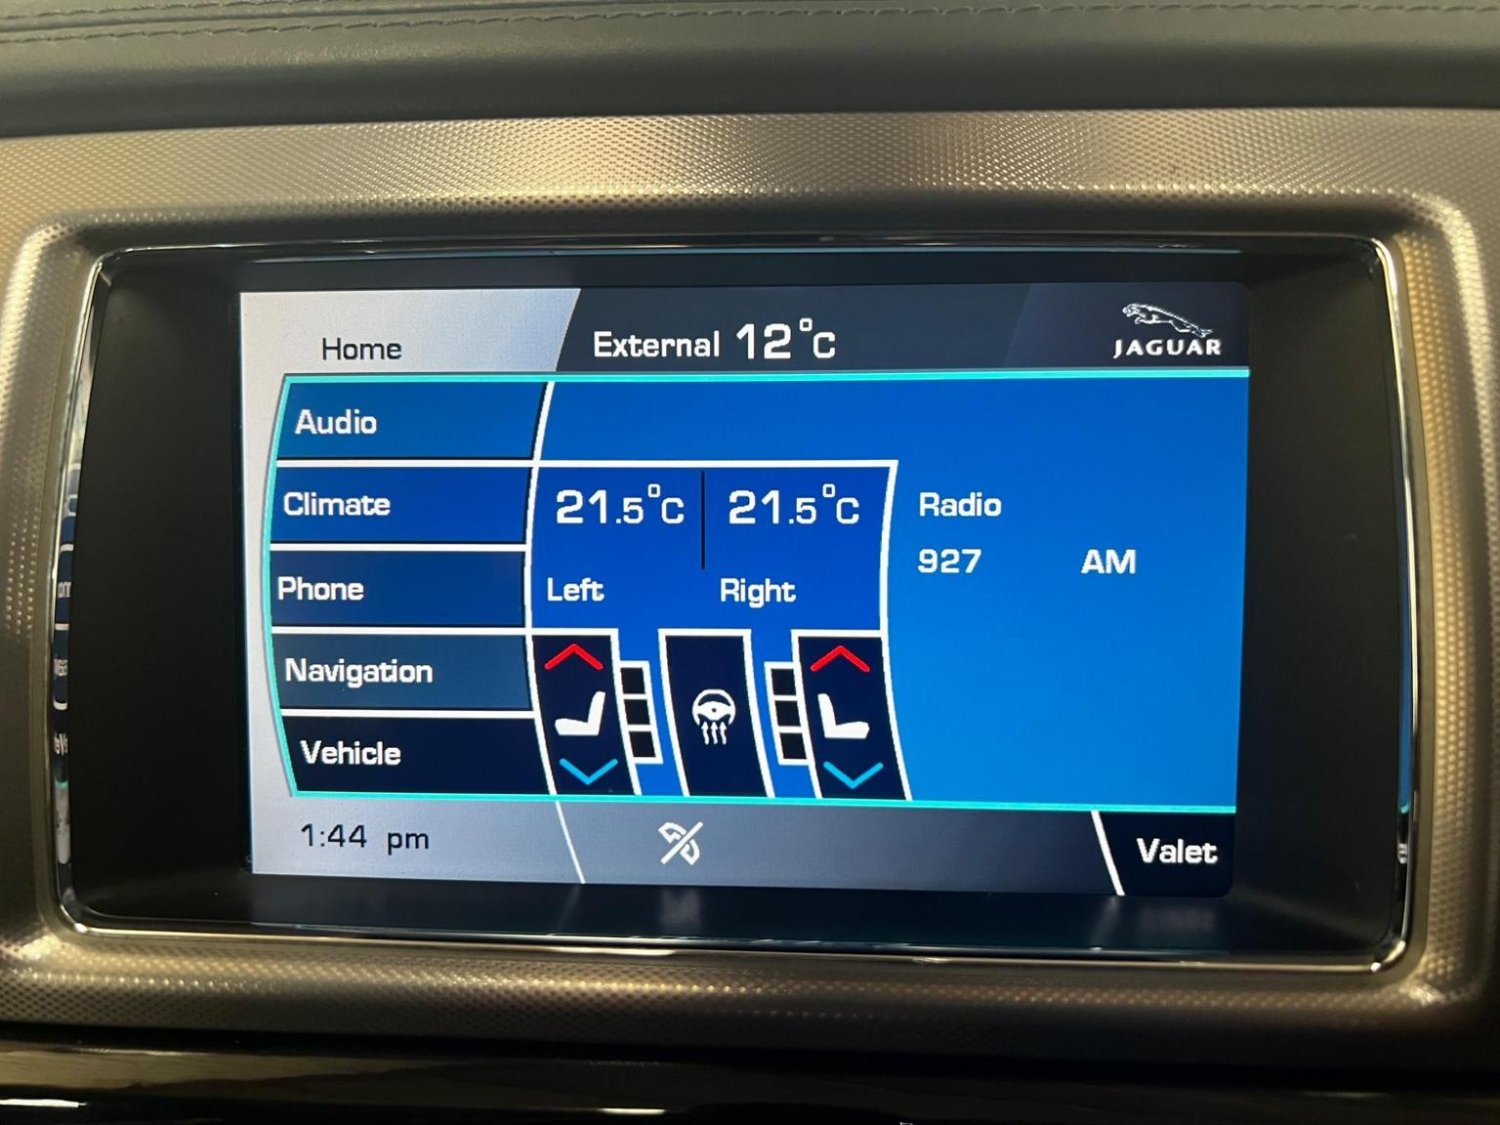 Home
External 12°C
JAGUAR
Audio
Climate
Phone
Navigation
Vehicle
21.5°C
21.5°C
Left
Right
Radio
927 AM
1:44 pm
Valet